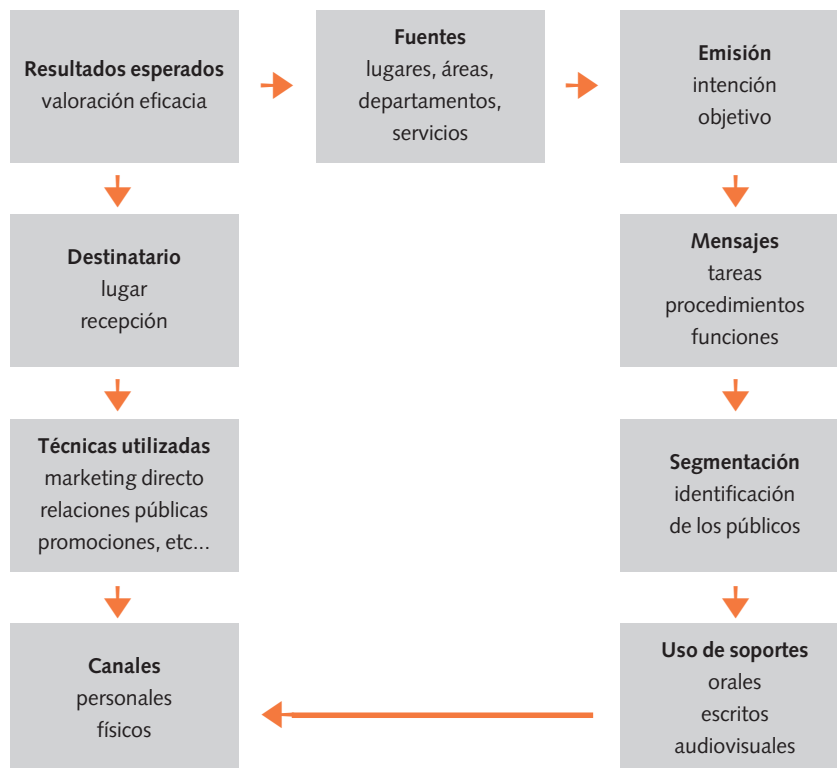 Resultados esperados
valoración eficacia
Fuentes
lugares, áreas,
departamentos,
servicios
Emisión
intención
objetivo
Destinatario
lugar
recepción
Mensajes
tareas
procedimientos
funciones
Técnicas utilizadas
marketing directo
relaciones públicas
promociones, etc...
Segmentación
identificación
de los públicos
Canales
personales
físicos
Uso de soportes
orales
escritos
audiovisuales